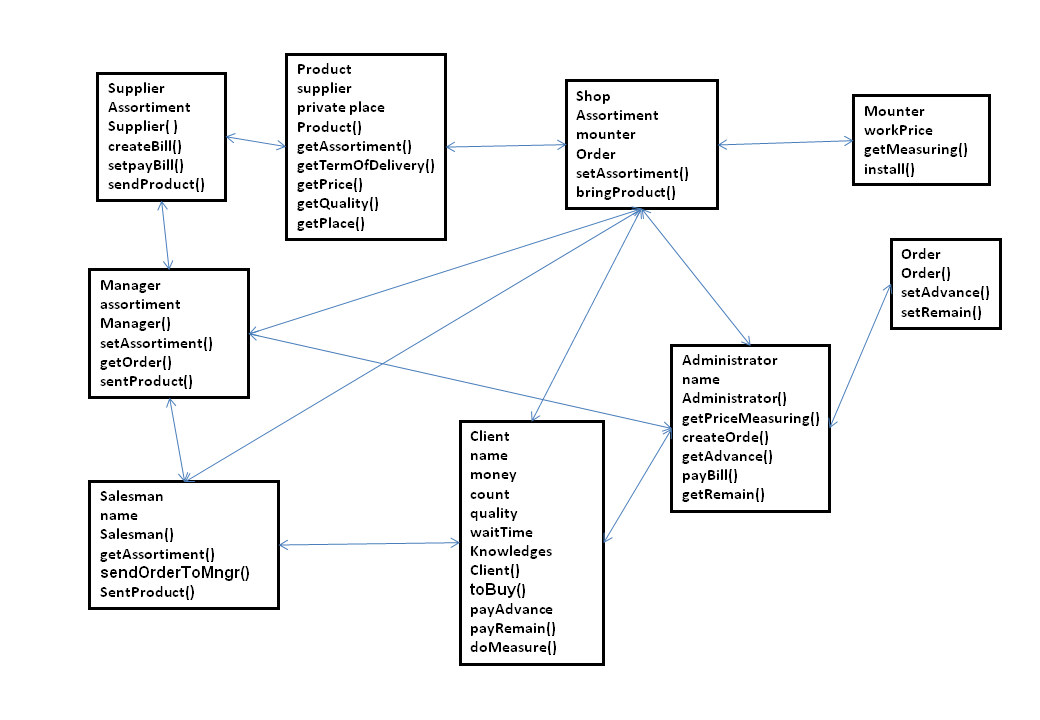 Supplier
Assortiment
Supplier( )
createBill()
setpayBill()
sendProduct()
Product
supplier
private place
Product()
getAssortiment()
getTermOfDelivery()
getPrice()
getQuality()
getPlace()
Shop
Assortiment
mounter
Order
setAssortiment()
bringProduct()
Mounter
workPrice
getMeasuring()
install()
Order
Order()
setAdvance()
setRemain()
Manager
assortiment
Manager()
setAssortiment()
getOrder()
sentProduct()
Administrator
name
Administrator()
getPriceMeasuring()
createOrde()
getAdvance()
payBill()
getRemain()
Client
name
money
count
quality
waitTime
Knowledges
Client()
toBuy()
payAdvance
payRemain()
doMeasure()
Salesman
name
Salesman()
getAssortiment()
sendOrderToMngr()
SentProduct()